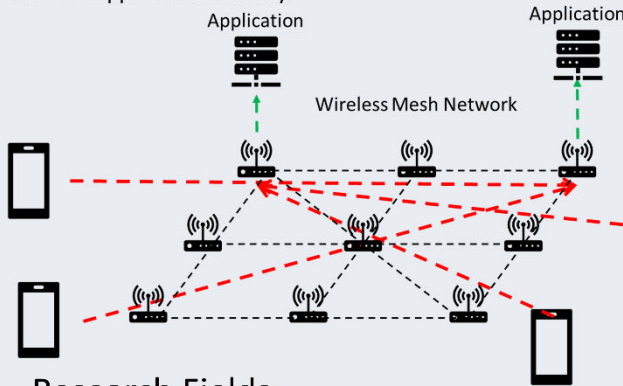 Application
Application
Wireless Mesh Network
Research Fields